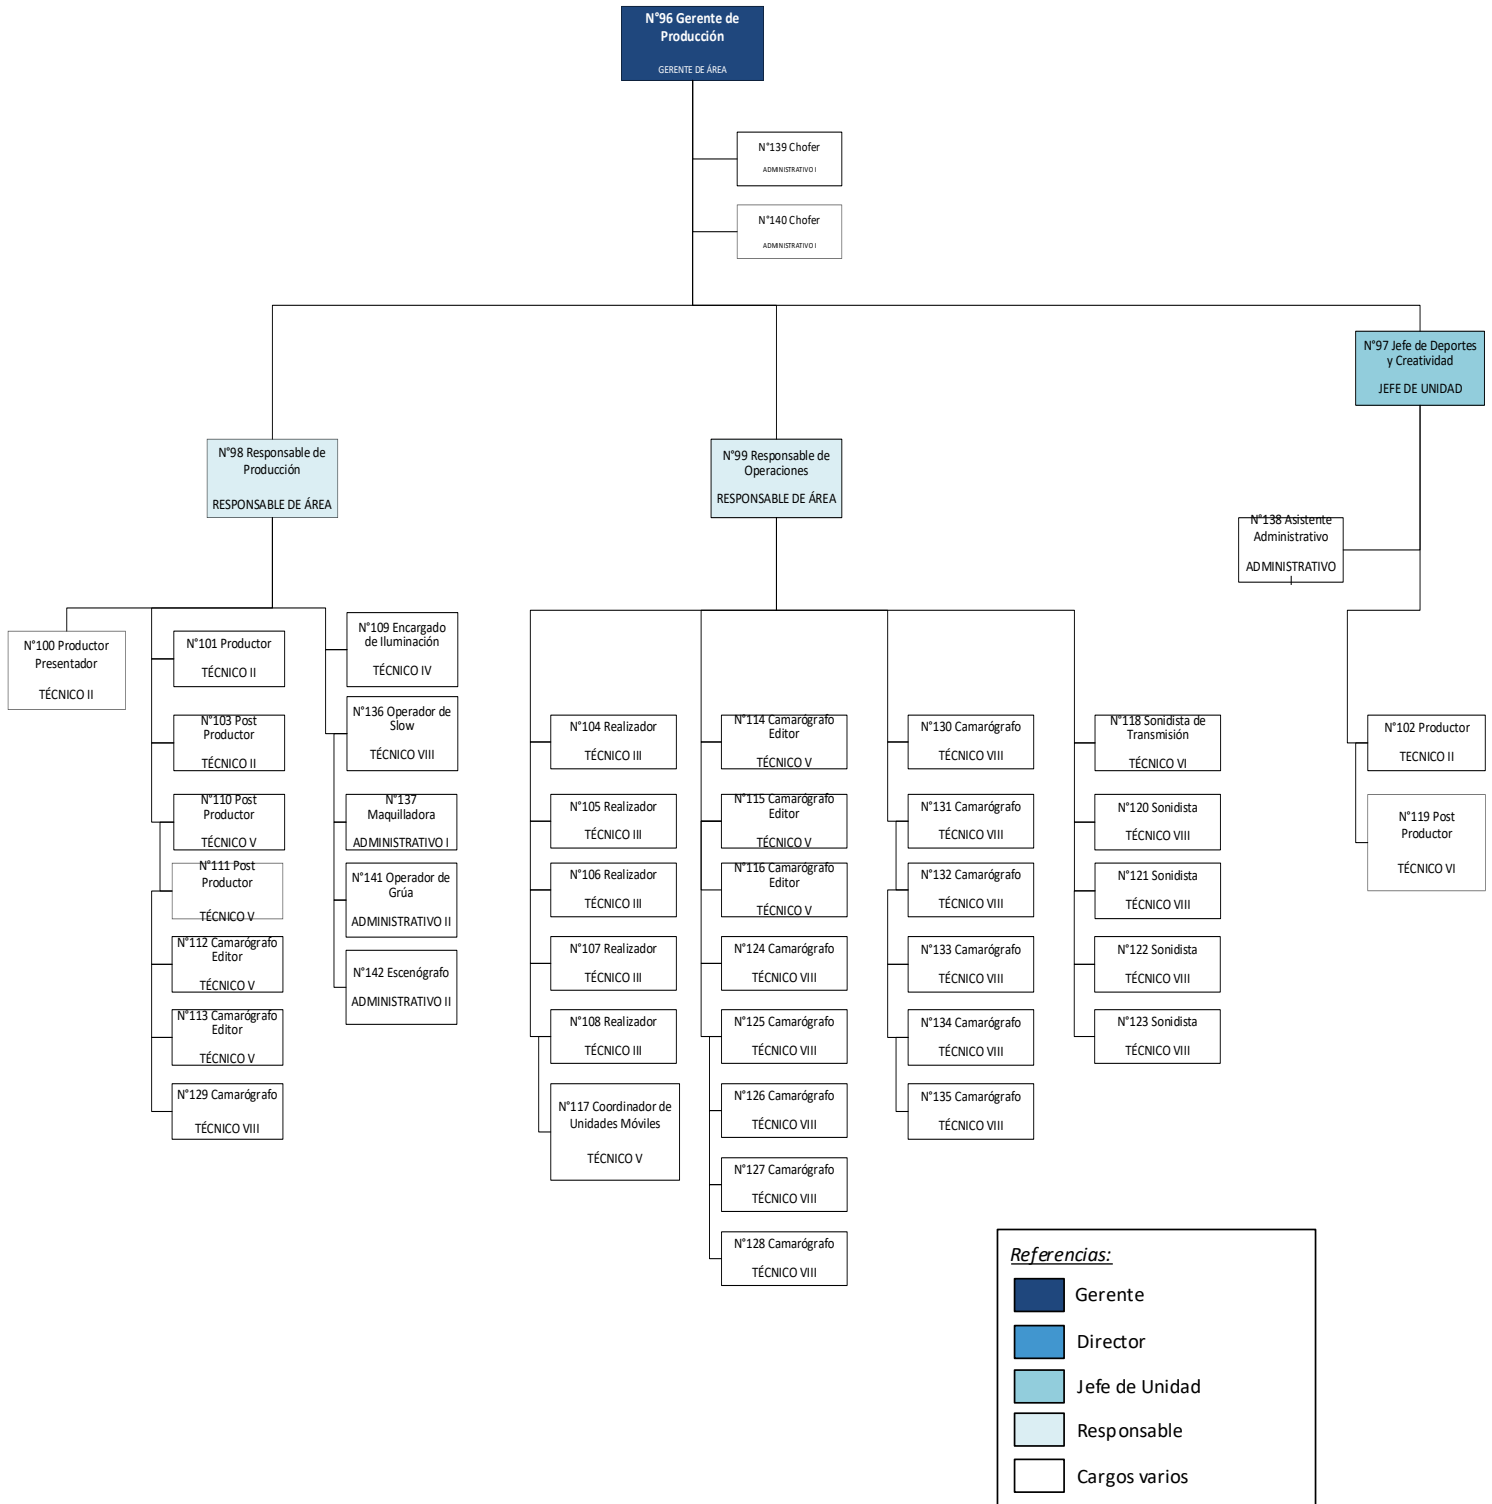 N°96 Gerente de
Producción
GERENTE DE ÁREA
N°139 Chofer
ADMINISTRATIVO I
N°140 Chofer
ADMINISTRATIVO I
N°97 Jefe de Deportes
y Creatividad
JEFE DE UNIDAD
N°98 Responsable de
Producción
RESPONSABLE DE ÁREA
N°99 Responsable de
Operaciones
RESPONSABLE DE ÁREA
N°138 Asistente
Administrativo
ADMINISTRATIVO
I
N°100 Productor
Presentador
TÉCNICO II
N°101 Productor
TÉCNICO II
N°103 Post
Productor
TÉCNICO II
N°110 Post
Productor
TÉCNICO V
N°111 Post
Productor
TÉCNICO V
N°112 Camarógrafo
Editor
TÉCNICO V
N°113 Camarógrafo
Editor
TÉCNICO V
N°129 Camarógrafo
TÉCNICO VIII
N°109 Encargado
de Iluminación
TÉCNICO IV
N°136 Operador de
Slow
TÉCNICO VIII
N°137
Maquilladora
ADMINISTRATIVO I
N°141 Operador de
Grúa
ADMINISTRATIVO II
N°142 Escenógrafo
ADMINISTRATIVO II
N°104 Realizador
TÉCNICO III
N°105 Realizador
TÉCNICO III
N°106 Realizador
TÉCNICO III
N°107 Realizador
TÉCNICO III
N°108 Realizador
TÉCNICO III
N°117 Coordinador de
Unidades Móviles
TÉCNICO V
N°114 Camarógrafo
Editor
TÉCNICO V
N°115 Camarógrafo
Editor
TÉCNICO V
N°116 Camarógrafo
Editor
TÉCNICO V
N°124 Camarógrafo
TÉCNICO VIII
N°125 Camarógrafo
TÉCNICO VIII
N°126 Camarógrafo
TÉCNICO VIII
N°127 Camarógrafo
TÉCNICO VIII
N°128 Camarógrafo
TÉCNICO VIII
N°130 Camarógrafo
TÉCNICO VIII
N°131 Camarógrafo
TÉCNICO VIII
N°132 Camarógrafo
TÉCNICO VIII
N°133 Camarógrafo
TÉCNICO VIII
N°134 Camarógrafo
TÉCNICO VIII
N°135 Camarógrafo
TÉCNICO VIII
N°118 Sonidista de
Transmisión
TÉCNICO VI
N°120 Sonidista
TÉCNICO VIII
N°121 Sonidista
TÉCNICO VIII
N°122 Sonidista
TÉCNICO VIII
N°123 Sonidista
TÉCNICO VIII
N°102 Productor
TECNICO II
N°119 Post
Productor
TÉCNICO VI
Referencias:
Gerente
Director
Jefe de Unidad
Responsable
Cargos varios